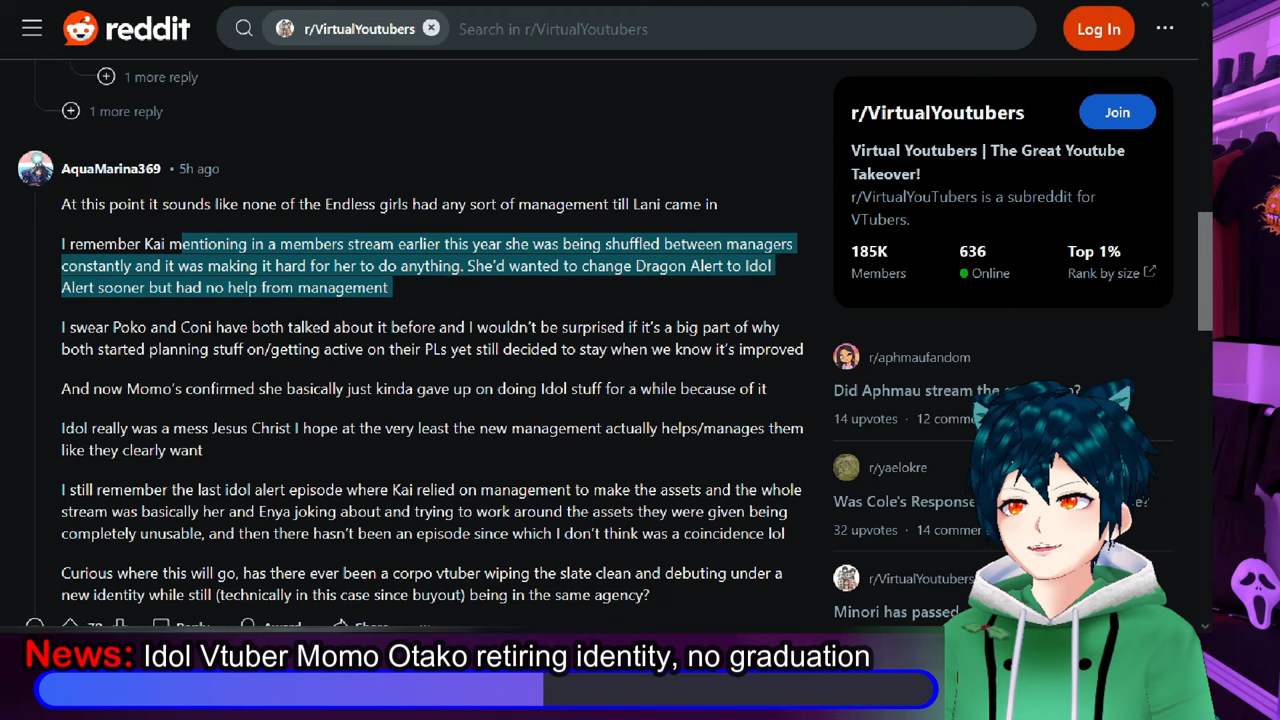 reddit
r/VirtualYoutubers
Search in r/VirtualYoutubers
Log In
1 more reply
1 more reply
AquaMarina369 • 5h ago
At this point it sounds like none of the Endless girls had any sort of management till Lani came in
I remember Kai mentioning in a members stream earlier this year she was being shuffled between managers
constantly and it was making it hard for her to do anything. She'd wanted to change Dragon Alert to Idol
Alert sooner but had no help from management
I swear Poko and Coni have both talked about it before and I wouldn't be surprised if it's a big part of why
both started planning stuff on/getting active on their PLs yet still decided to stay when we know it's improved
And now Momo's confirmed she basically just kinda gave up on doing Idol stuff for a while because of it
Idol really was a mess Jesus Christ I hope at the very least the new management actually helps/manages them
like they clearly want
I still remember the last idol alert episode where Kai relied on management to make the assets and the whole
stream was basically her and Enya joking about and trying to work around the assets they were given being
completely unusable, and then there hasn't been an episode since which I don't think was a coincidence lol
Curious where this will go, has there ever been a corpo vtuber wiping the slate clean and debuting under a
new identity while still (technically in this case since buyout) being in the same agency?
Reply
Award
Share
r/VirtualYoutubers
Join
Virtual Youtubers | The Great Youtube
Takeover!
r/VirtualYouTubers is a subreddit for
VTubers.
185K
636
Top 1%
Members
Online
Rank by size
r/aphmaufandom
Did Aphmau stream the
14 upvotes • 12 comme
r/yaelokre
Was Cole's Response
32 upvotes • 14 comme
r/VirtualYoutubers
Minori has passed
News: Idol Vtuber Momo Otako retiring identity, no graduation